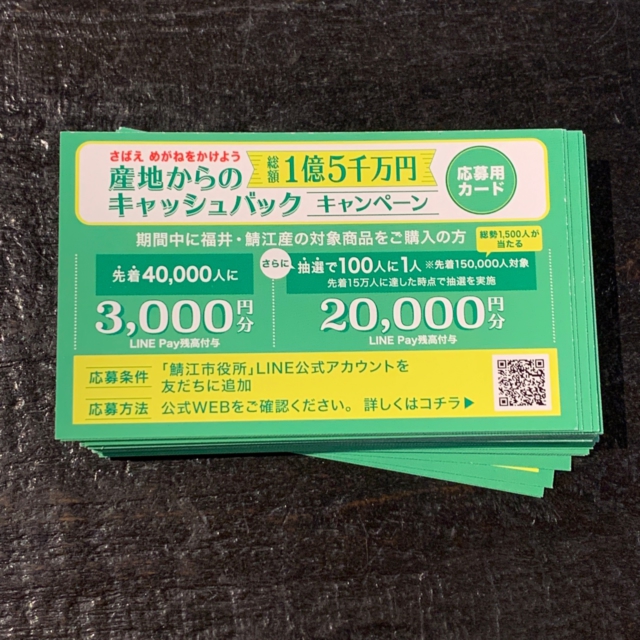 さばえ めがねをかけよう
総額 1億5千万円
産地からの
キャッシュバック キャンペーン
応募用
カード
期間中に福井・鯖江産の対象商品をご購入の方
総勢1,500人が
当たる
先着40,000人に
3,000円分
LINE Pay残高付与
さらに 抽選で100人に1人 ※先着150,000人対象
先着15万人に達した時点で抽選を実施
20,000円分
LINE Pay残高付与
応募条件 「鯖江市役所」LINE公式アカウントを
友だちに追加
応募方法 公式WEBをご確認ください。 詳しくはコチラ▶